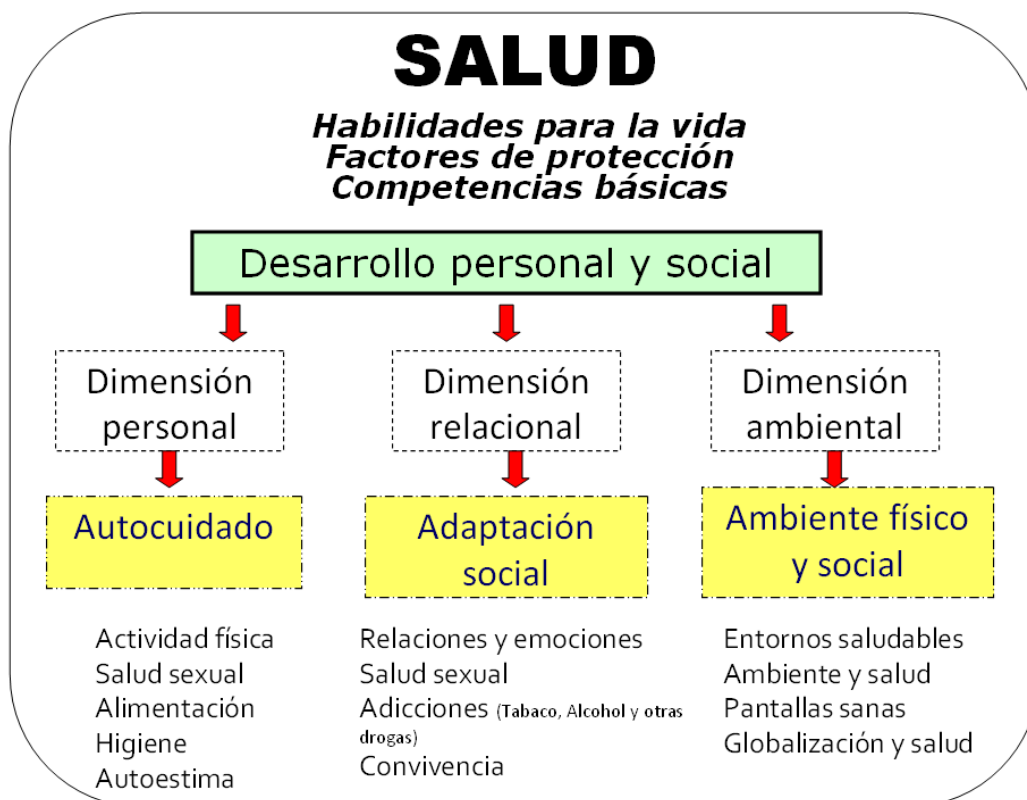 SALUD
Habilidades para la vida
Factores de protección
Competencias básicas
Desarrollo personal y social
Dimensión
personal
Dimensión
relacional
Dimensión
ambiental
Autocuidado
Adaptación
social
Ambiente físico
y social
Actividad física
Salud sexual
Alimentación
Higiene
Autoestima
Relaciones y emociones
Salud sexual
Adicciones (Tabaco, Alcohol y otras
drogas)
Convivencia
Entornos saludables
Ambiente y salud
Pantallas sanas
Globalización y salud